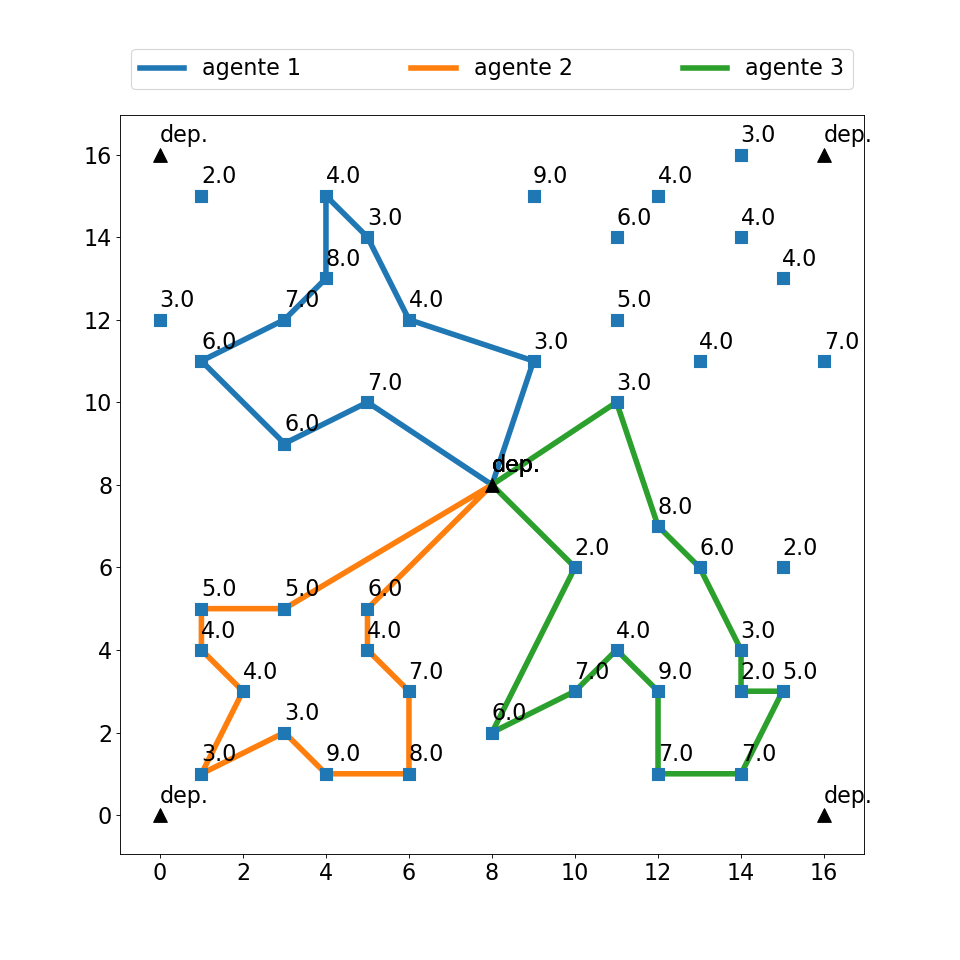 agente 1 agente 2 agente 3
dep. 3.0 dep.
16
2.0 4.0 9.0 4.0
3.0 6.0 4.0
14
8.0 4.0
3.0 7.0 4.0 5.0
12
6.0 3.0 4.0 7.0
7.0 3.0
10
6.0
dep. dep.
8
8.0
2.0 6.0 2.0
6
5.0 5.0 6.0
4.0 4.0 4.0 3.0
4
4.0 7.0 7.0 9.0 2.0 5.0
3.0 6.0
2
3.0 9.0 8.0 7.0 7.0
dep. dep.
0
0 2 4 6 8 10 12 14 16